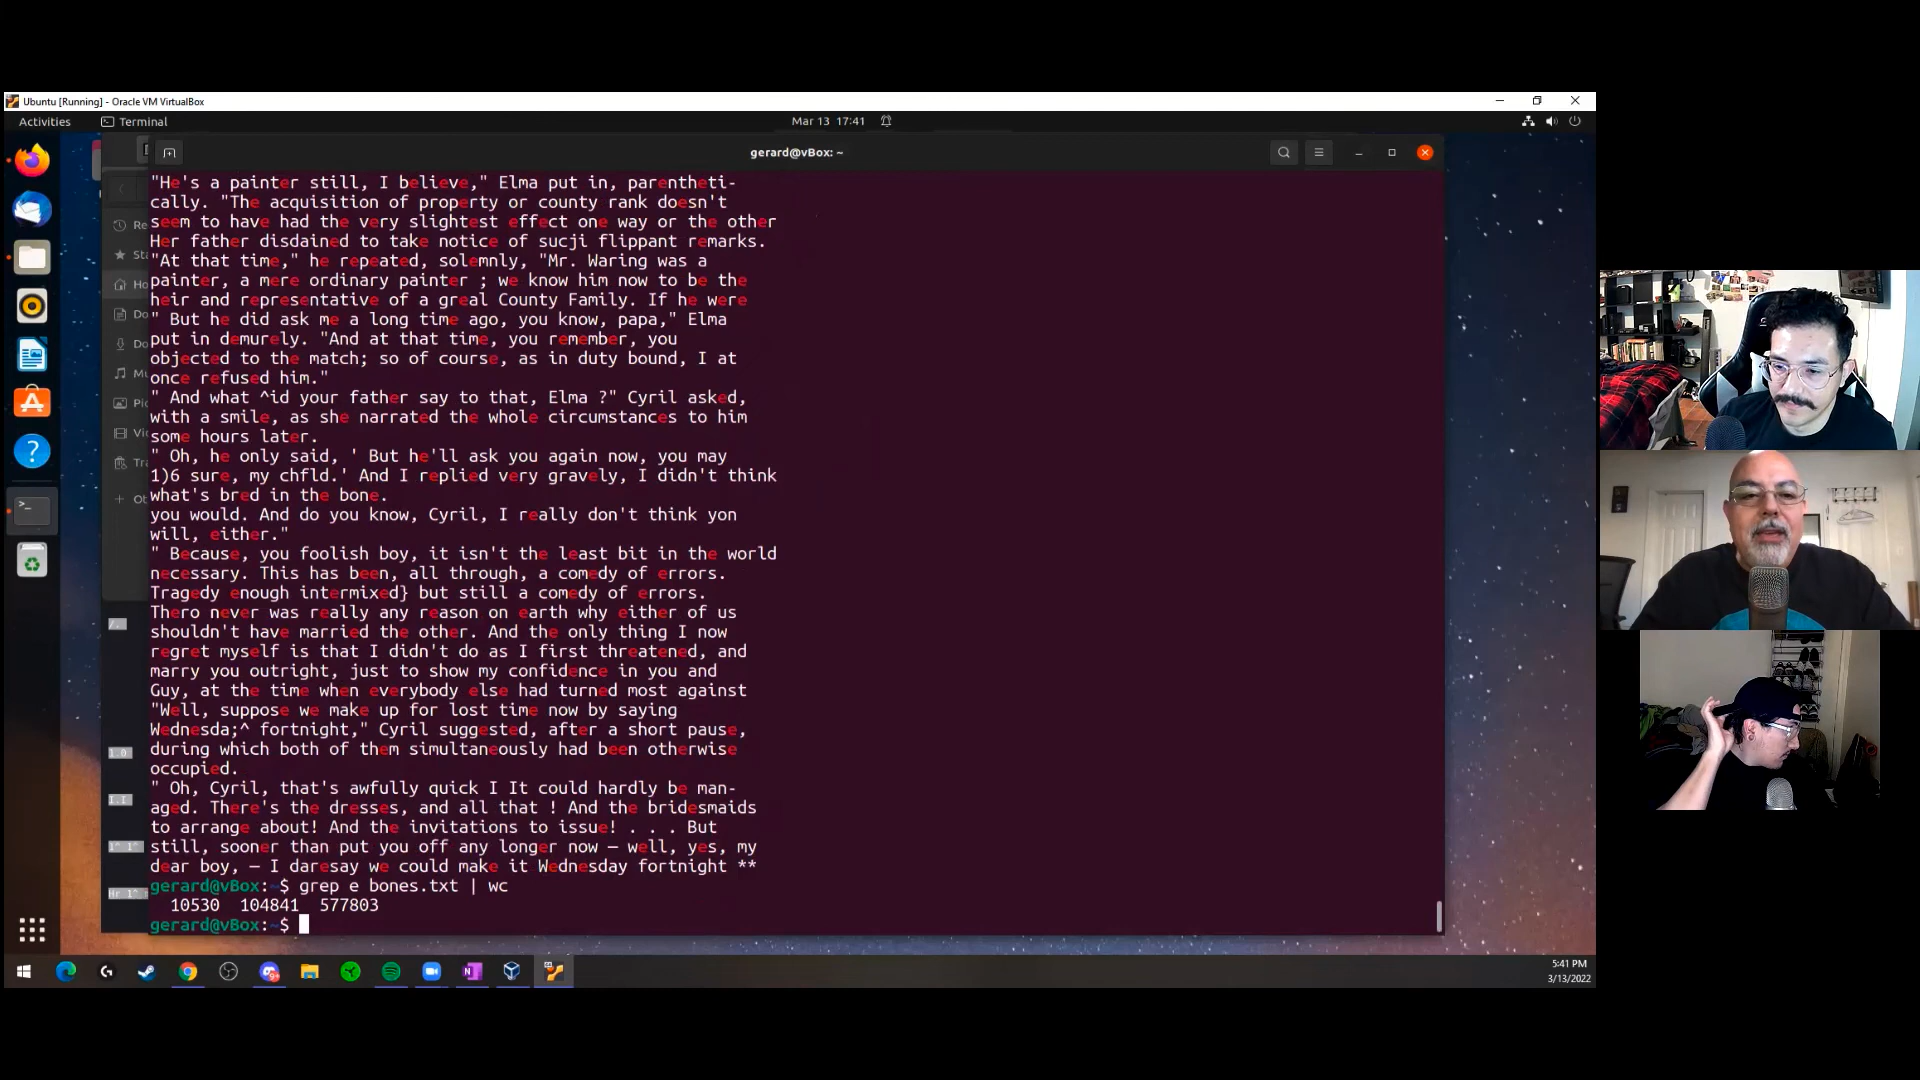 Ubuntu [Running] - Oracle VM VirtualBox
Activities
Terminal
Mar 13 17:41
gerard@vBox: ~
"He's a painter still, I believe," Elma put in, parentheti-
cally. "The acquisition of property or county rank doesn't
seem to have had the very slightest effect one way or the other
Her father disdained to take notice of sucji flippant remarks.
"At that time," he repeated, solemnly, "Mr. Waring was a
painter, a mere ordinary painter ; we know him now to be the
heir and representative of a greal County Family. If he were
" But he did ask me a long time ago, you know, papa," Elma
put in demurely. "And at that time, you remember, you
objected to the match; so of course, as in duty bound, I at
once refused him."
" And what ^id your father say to that, Elma ?" Cyril asked,
with a smile, as she narrated the whole circumstances to him
some hours later.
" Oh, he only said, ' But he'll ask you again now, you may
1)6 sure, my chfld.' And I replied very gravely, I didn't think
what's bred in the bone.
you would. And do you know, Cyril, I really don't think yon
will, either."
" Because, you foolish boy, it isn't the least bit in the world
necessary. This has been, all through, a comedy of errors.
Tragedy enough intermixed} but still a comedy of errors.
Thero never was really any reason on earth why either of us
shouldn't have married the other. And the only thing I now
regret myself is that I didn't do as I first threatened, and
marry you outright, just to show my confidence in you and
Guy, at the time when everybody else had turned most against
"Well, suppose we make up for lost time now by saying
Wednesda;^ fortnight," Cyril suggested, after a short pause,
during which both of them simultaneously had been otherwise
occupied.
" Oh, Cyril, that's awfully quick I It could hardly be man-
aged. There's the dresses, and all that ! And the bridesmaids
to arrange about! And the invitations to issue! . . . But
still, sooner than put you off any longer now — well, yes, my
dear boy, — I daresay we could make it Wednesday fortnight **
gerard@vBox:~$ grep e bones.txt | wc
10530 104841 577803
gerard@vBox:~$
Re
Sta
Ho
Do
Do
Mu
Pic
Vic
Tra
Ot
5:41 PM
3/13/2022